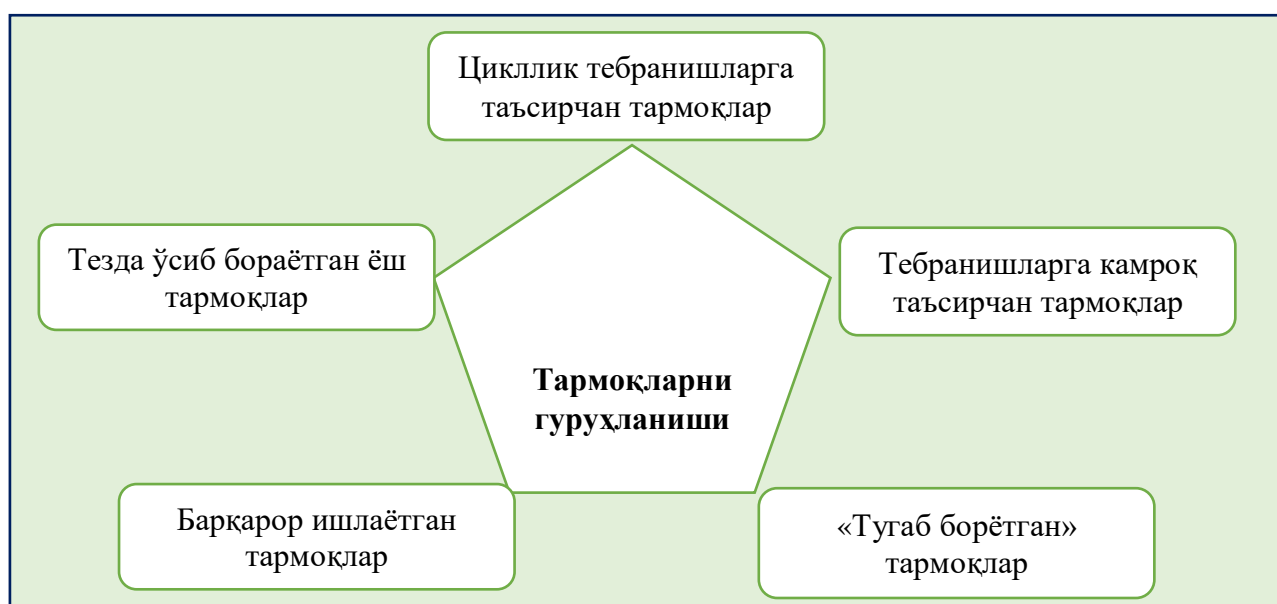 Цикллик тебранишларга
таъсирчан тармоқлар
Тезда ўсиб бораётган ёш
тармоқлар
Тебранишларга камроқ
таъсирчан тармоқлар
Тармоқларни
гуруҳланиши
Барқарор ишлаётган
тармоқлар
«Тугаб борётган»
тармоқлар